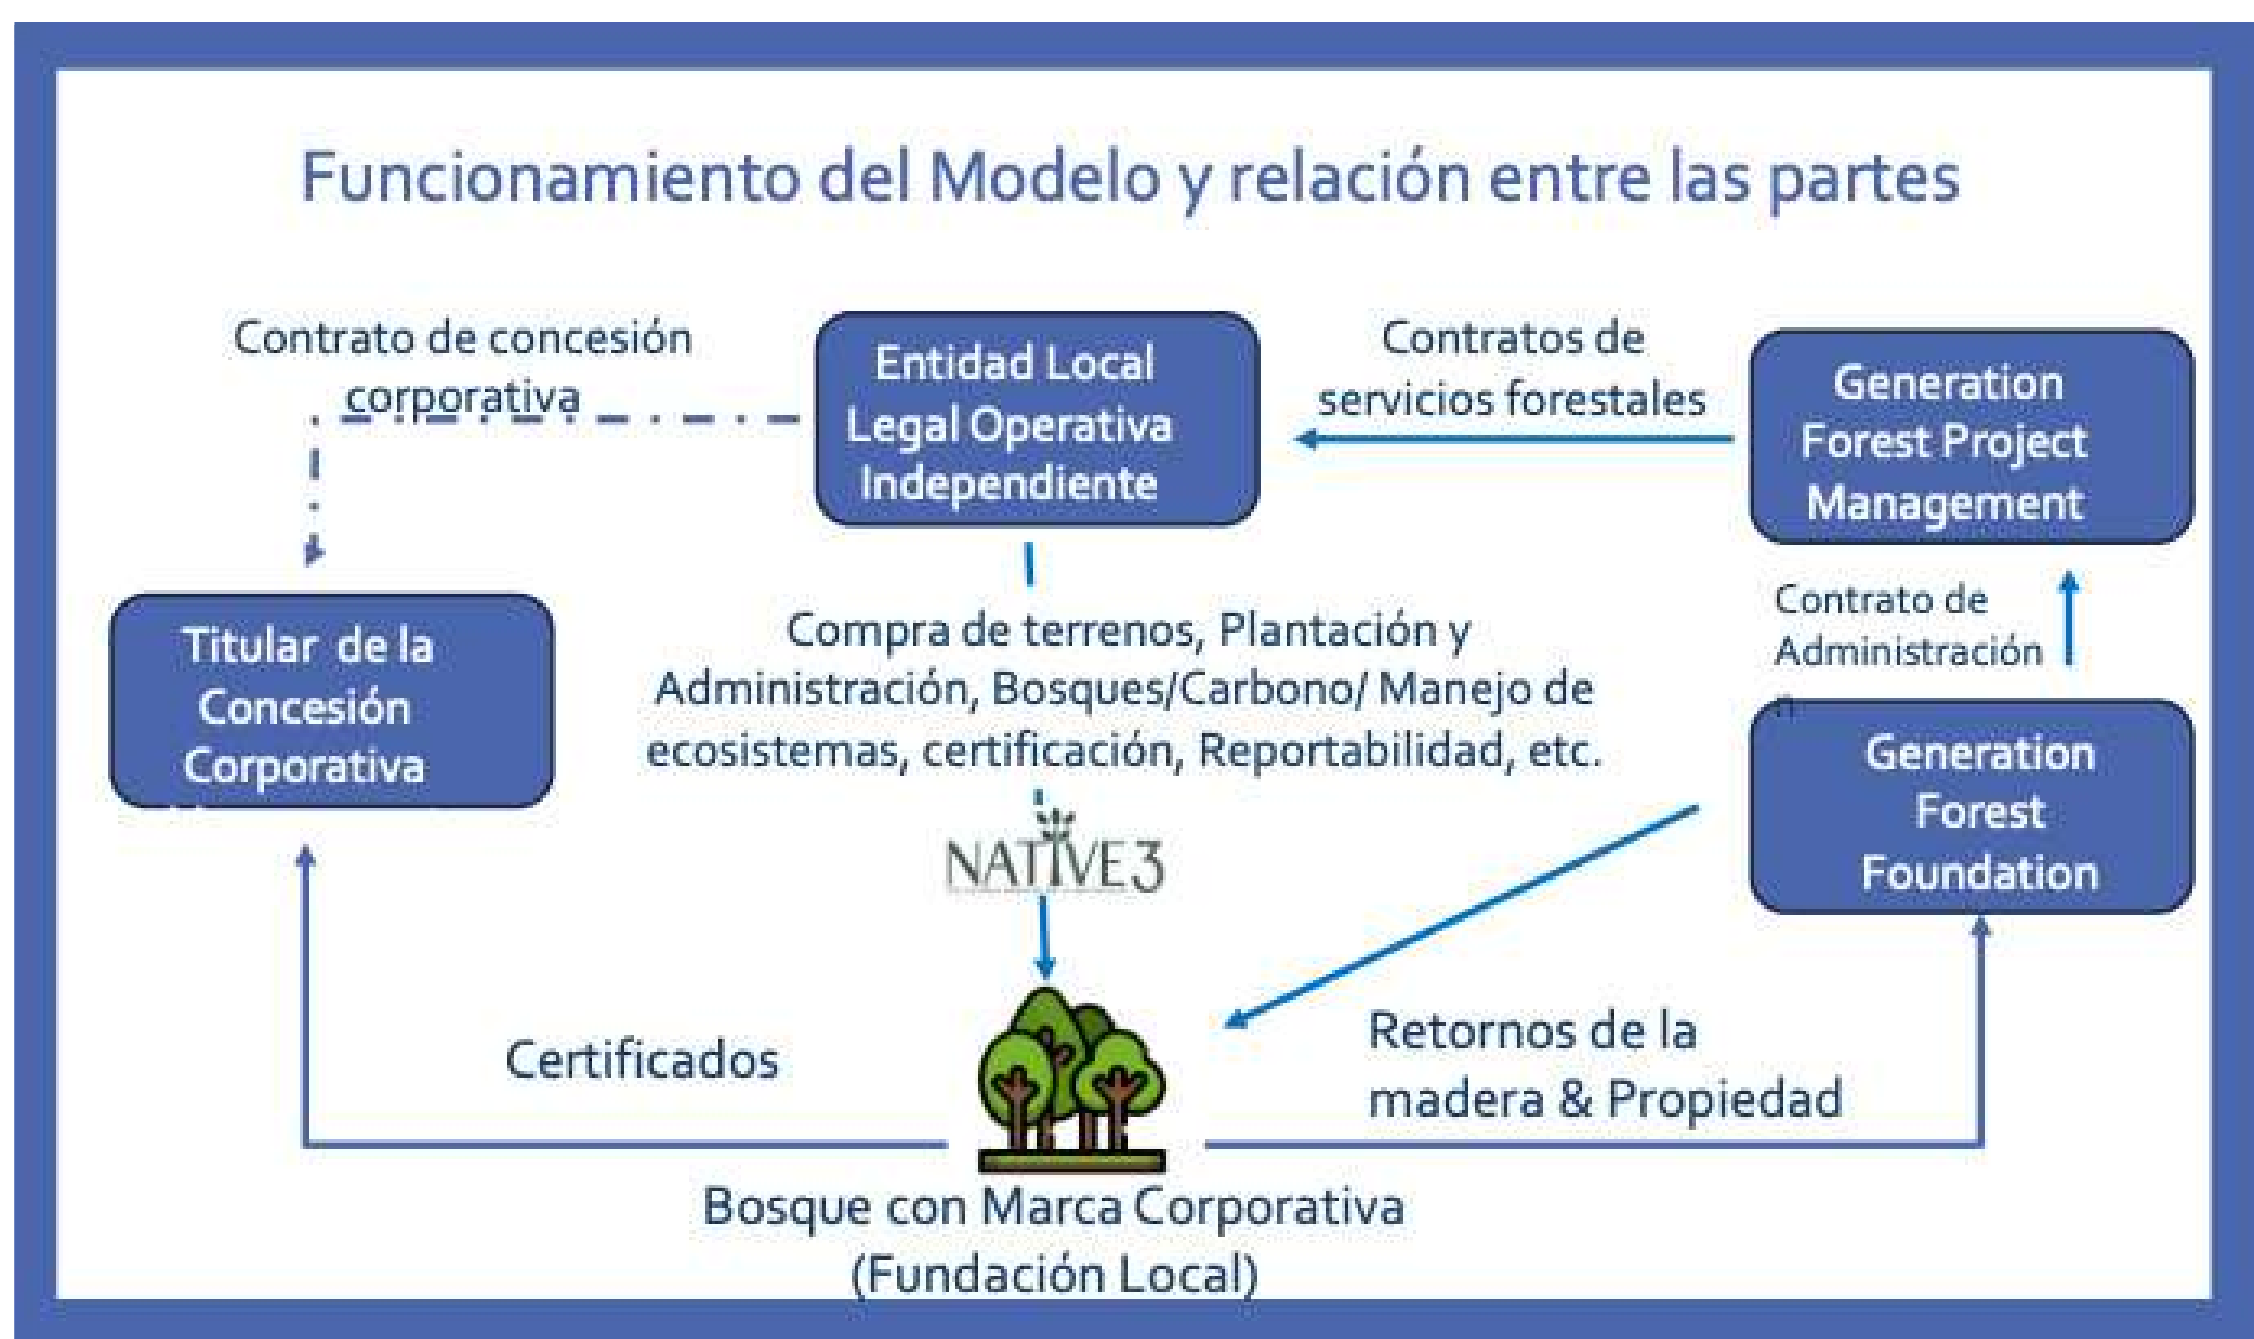 Funcionamiento del Modelo y relación entre las partes
Contrato de concesión
corporativa
Entidad Local
Legal Operativa
Independiente
Contratos de
servicios forestales
Generation
Forest Project
Management
Titular de la
Concesión
Corporativa
Compra de terrenos, Plantación y
Administración, Bosques/Carbono/ Manejo de
ecosistemas, certificación, Reportabilidad, etc.
Contrato de
Administración
n
Generation
Forest
Foundation
NATIVE3
Certificados
Retornos de la
madera & Propiedad
Bosque con Marca Corporativa
(Fundación Local)